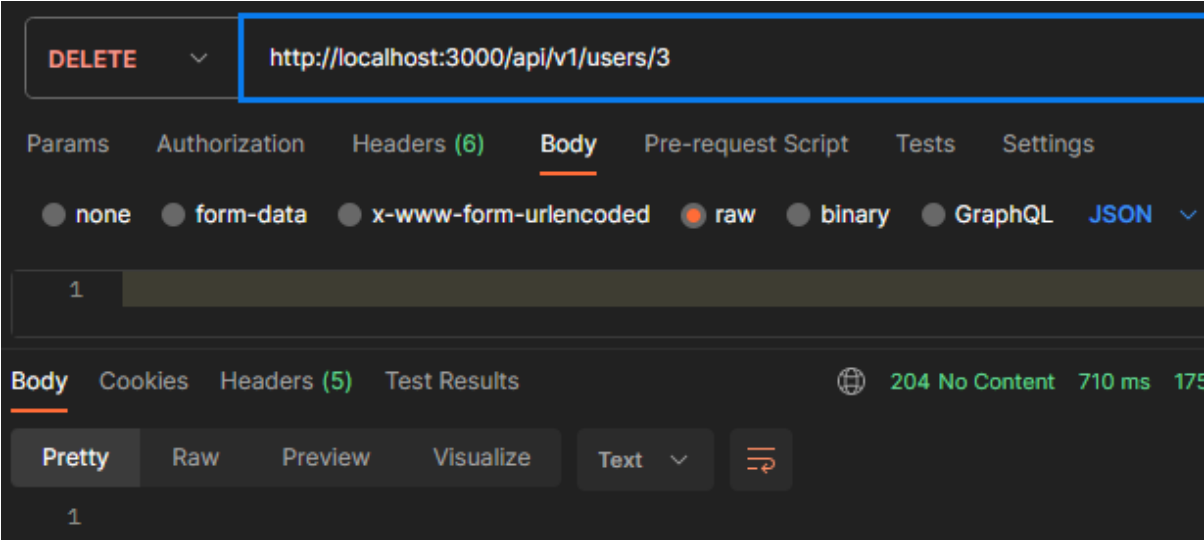 DELETE http://localhost:3000/api/v1/users/3
Params Authorization Headers (6) Body Pre-request Script Tests Settings
none form-data x-www-form-urlencoded raw binary GraphQL JSON
1
Body Cookies Headers (5) Test Results 204 No Content 710 ms 175
Pretty Raw Preview Visualize Text
1